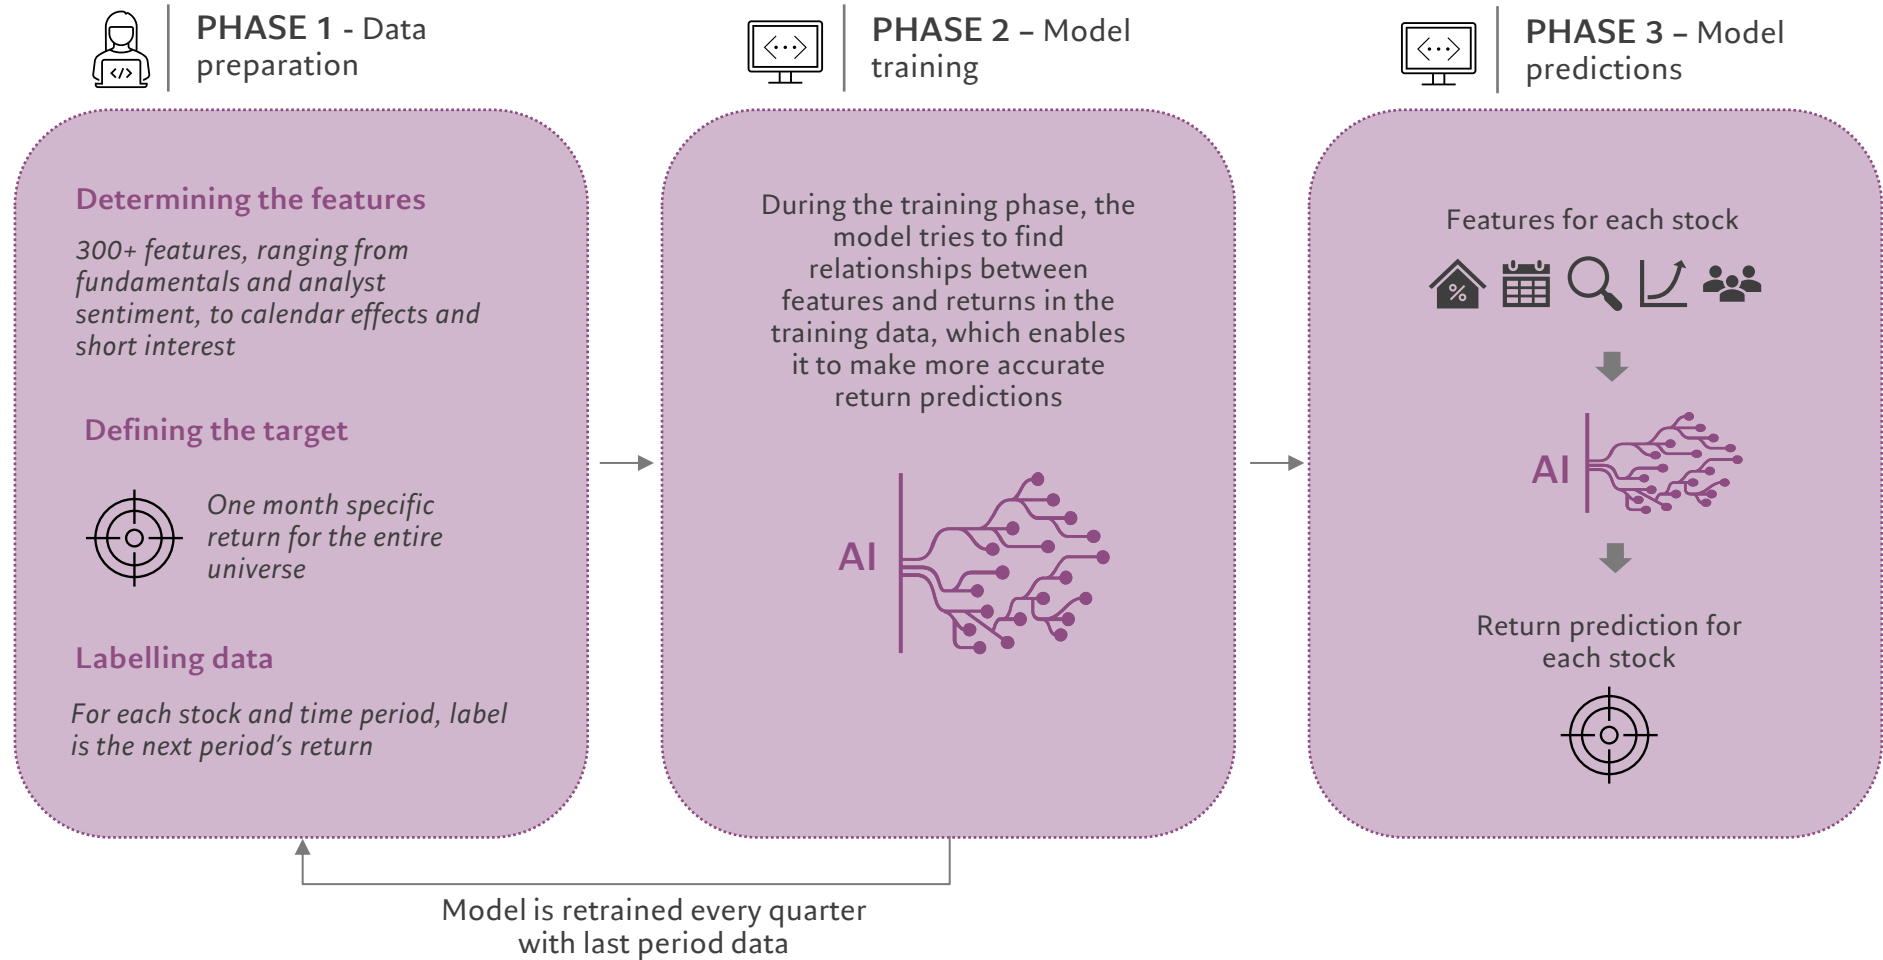 PHASE 1 - Data
preparation
Determining the features
300+ features, ranging from
fundamentals and analyst
sentiment, to calendar effects and
short interest
Defining the target
One month specific
return for the entire
universe
Labelling data
For each stock and time period, label
is the next period's return
PHASE 2 – Model
training
During the training phase, the
model tries to find
relationships between
features and returns in the
training data, which enables
it to make more accurate
return predictions
AI
PHASE 3 – Model
predictions
Features for each stock
%
AI
Return prediction for
each stock
Model is retrained every quarter
with last period data